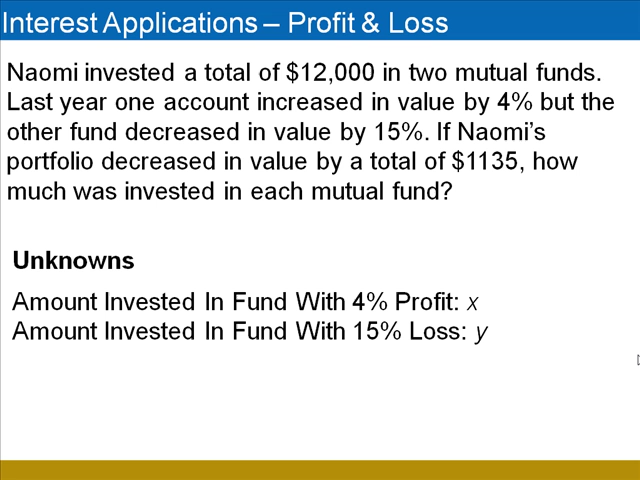 Interest Applications – Profit & Loss
Naomi invested a total of $12,000 in two mutual funds.
Last year one account increased in value by 4% but the
other fund decreased in value by 15%. If Naomi's
portfolio decreased in value by a total of $1135, how
much was invested in each mutual fund?
Unknowns
Amount Invested In Fund With 4% Profit: x
Amount Invested In Fund With 15% Loss: y